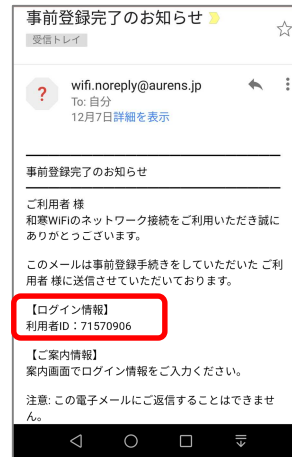 事前登録完了のお知らせ
受信トレイ
?
wifi.noreply@aurens.jp
To: 自分
12月7日詳細を表示
事前登録完了のお知らせ
ご利用者 様
和寒WiFiのネットワーク接続をご利用いただき誠に
ありがとうございます。
このメールは事前登録手続きをしていただいた ご利
用者 様に送信させていただいております。
【ログイン情報】
利用者ID：71570906
【ご案内情報】
案内画面でログイン情報をご入力ください。
注意: この電子メールにご返信することはできませ
ん。